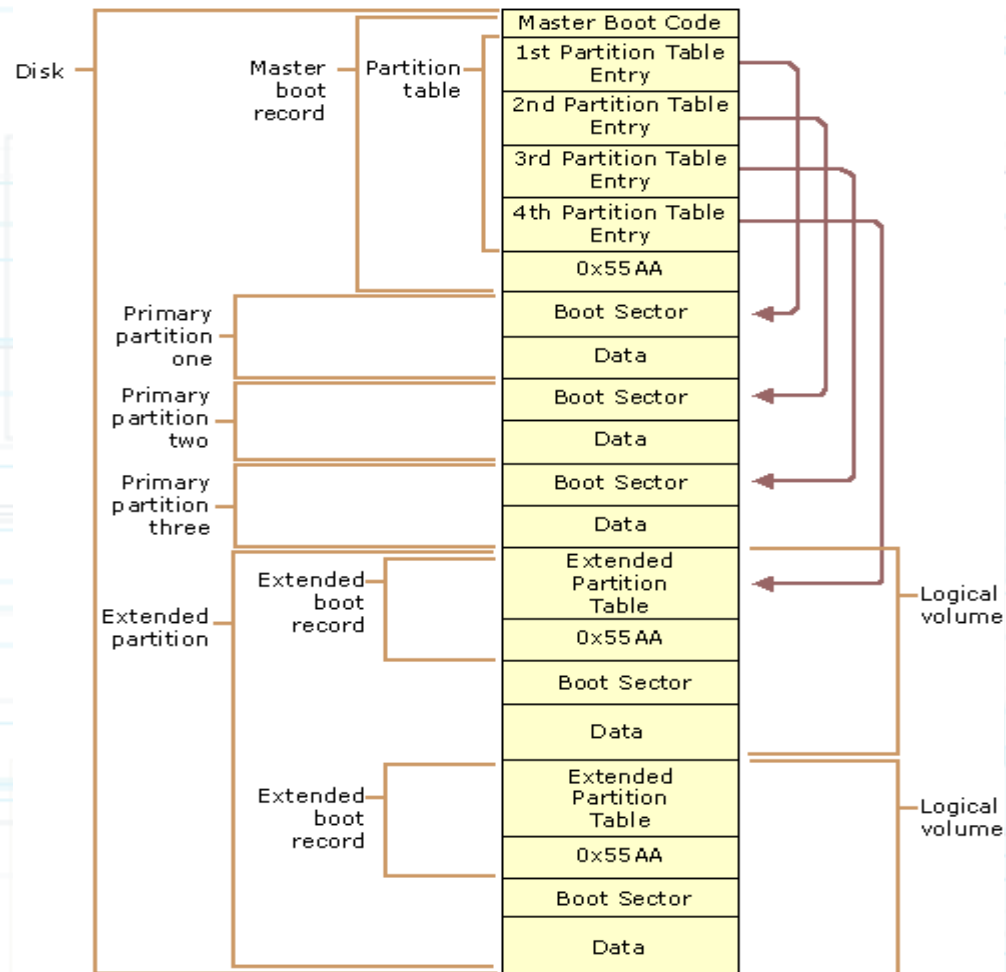 Disk
Master
boot
record
Partition
table
Master Boot Code
1st Partition Table
Entry
2nd Partition Table
Entry
3rd Partition Table
Entry
4th Partition Table
Entry
0x55AA
Primary
partition
one
Boot Sector
Data
Primary
partition
two
Boot Sector
Data
Primary
partition
three
Boot Sector
Data
Extended
partition
Extended
boot
record
Extended
Partition
Table
0x55AA
Boot Sector
Data
Logical
volume
Extended
boot
record
Extended
Partition
Table
0x55AA
Boot Sector
Data
Logical
volume